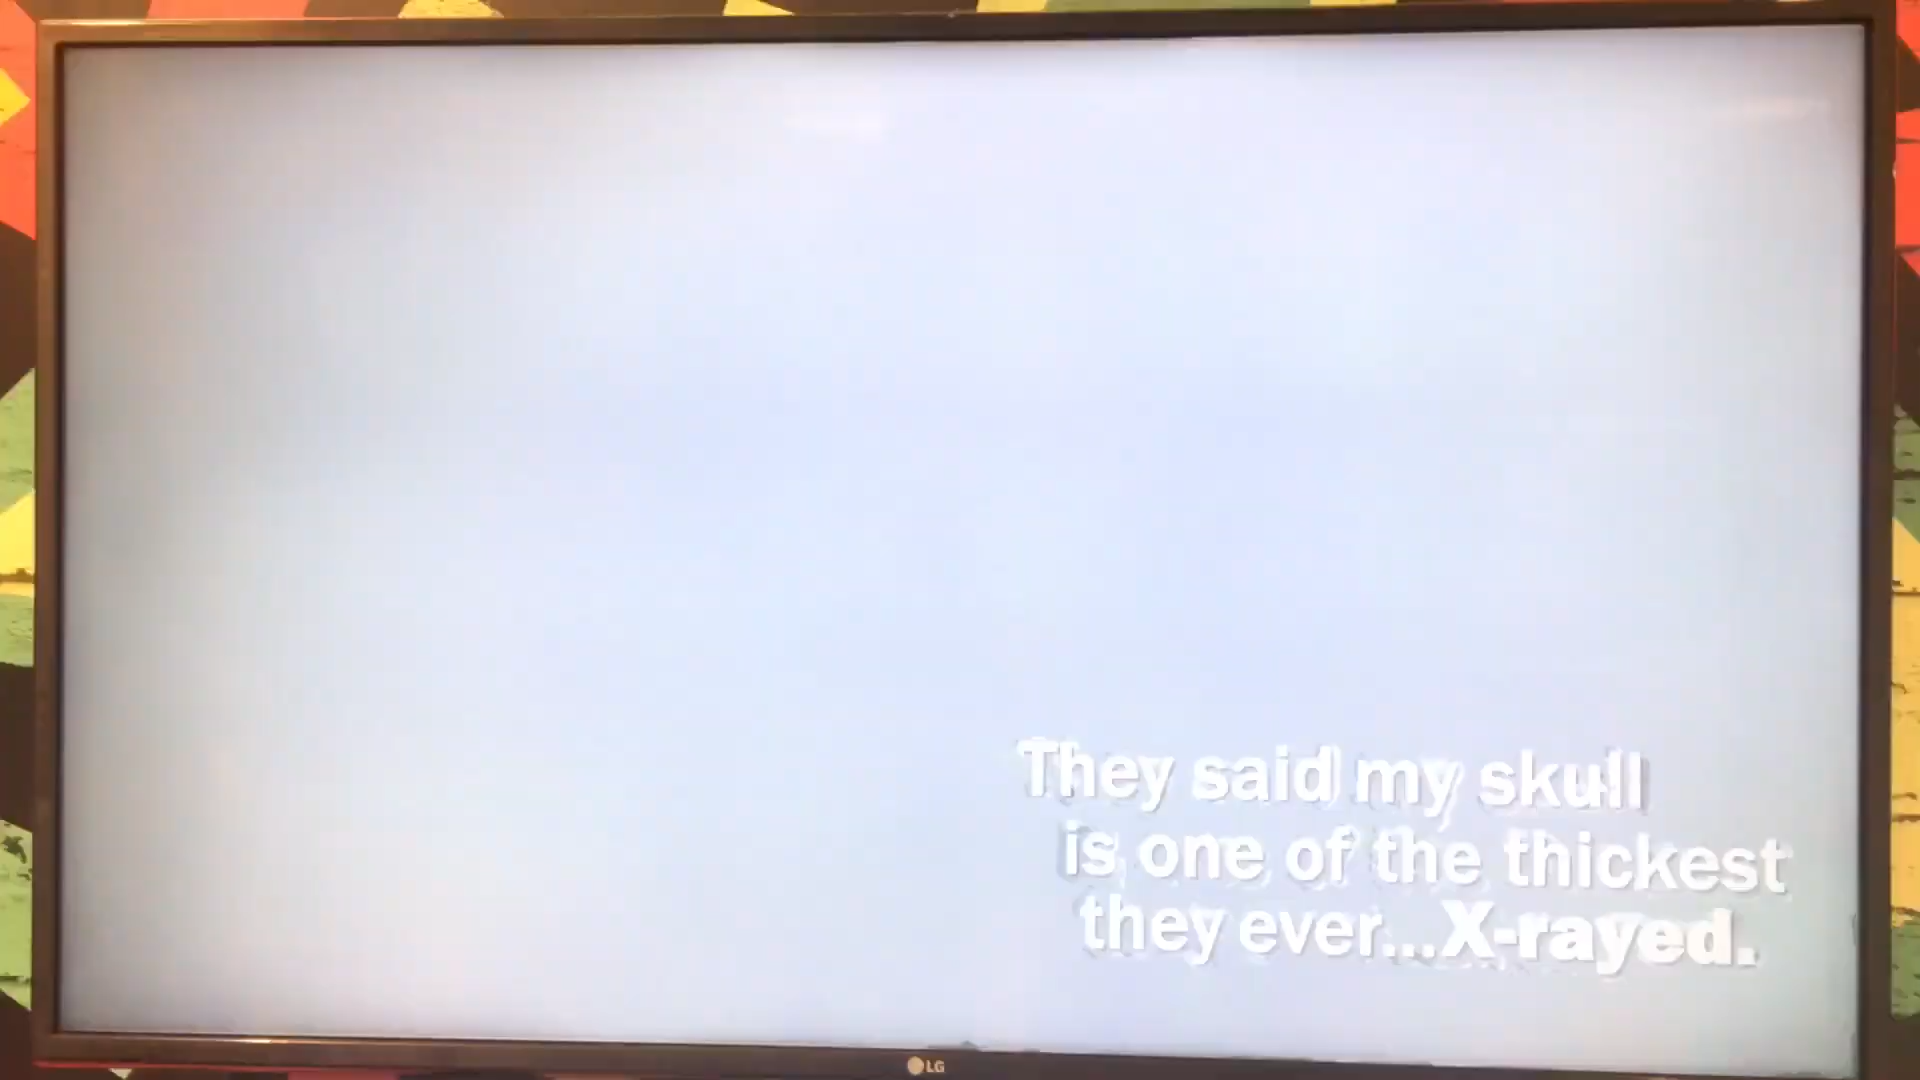 They said my skull
is one of the thickest
they ever...X-rayed.
LG